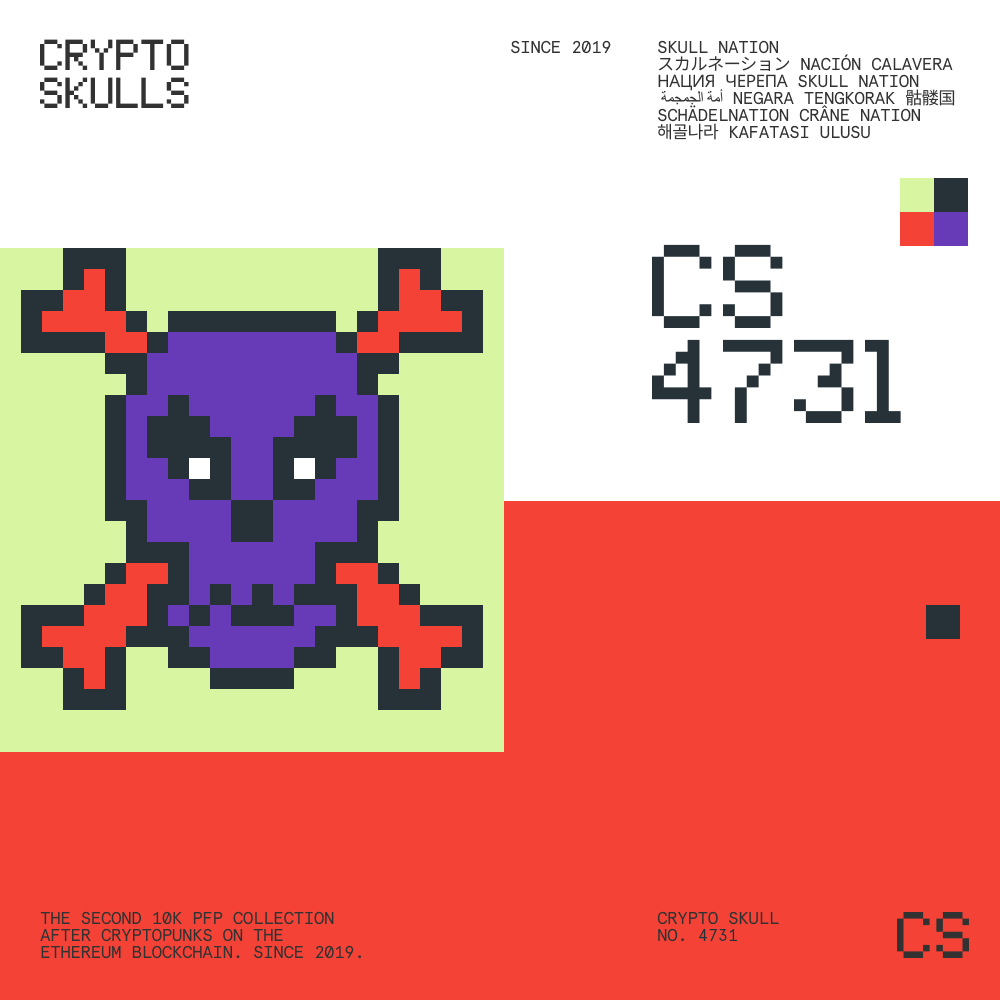 CRYPTO
SKULLS
SINCE 2019
SKULL NATION
スカルネーション NACIÓN CALAVERA
НАЦИЯ ЧЕРЕПА SKULL NATION
أمة الجمجمة NEGARA TENGKORAK 骷髅国
SCHÄDELNATION CRÂNE NATION
해골나라 KAFATASI ULUSU
CS
4731
THE SECOND 10K PFP COLLECTION
AFTER CRYPTOPUNKS ON THE
ETHEREUM BLOCKCHAIN. SINCE 2019.
CRYPTO SKULL
NO. 4731
CS